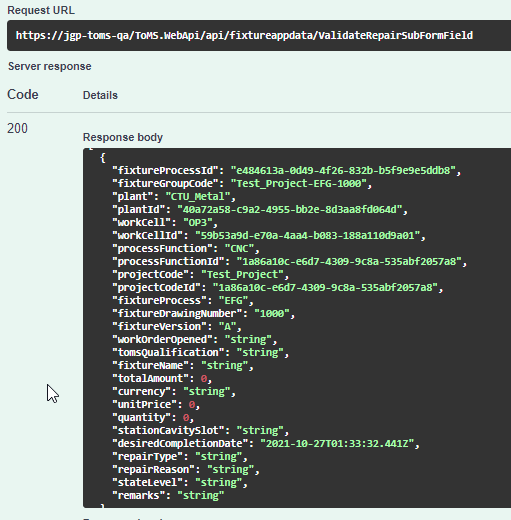 Request URL
https://jgp-toms-qa/ToMS.WebApi/api/fixtureappdata/ValidateRepairSubFormField
Server response
Code Details
200
Response body
{
"fixtureProcessId": "e484613a-0d49-4f26-832b-b5f9e9e5ddb8",
"fixtureGroupCode": "Test_Project-EFG-1000",
"plant": "CTU_Metal",
"plantId": "40a72a58-c9a2-4955-bb2e-8d3aa8fd064d",
"workCell": "OP3",
"workCellId": "59b53a9d-e70a-4aa4-b083-188a110d9a01",
"processFunction": "CNC",
"processFunctionId": "1a86a10c-e6d7-4309-9c8a-535abf2057a8",
"projectCode": "Test_Project",
"projectCodeId": "1a86a10c-e6d7-4309-9c8a-535abf2057a8",
"fixtureProcess": "EFG",
"fixtureDrawingNumber": "1000",
"fixtureVersion": "A",
"workOrderOpened": "string",
"tomsQualification": "string",
"fixtureName": "string",
"totalAmount": 0,
"currency": "string",
"unitPrice": 0,
"quantity": 0,
"stationCavitySlot": "string",
"desiredCompletionDate": "2021-10-27T01:33:32.441Z",
"repairType": "string",
"repairReason": "string",
"stateLevel": "string",
"remarks": "string"